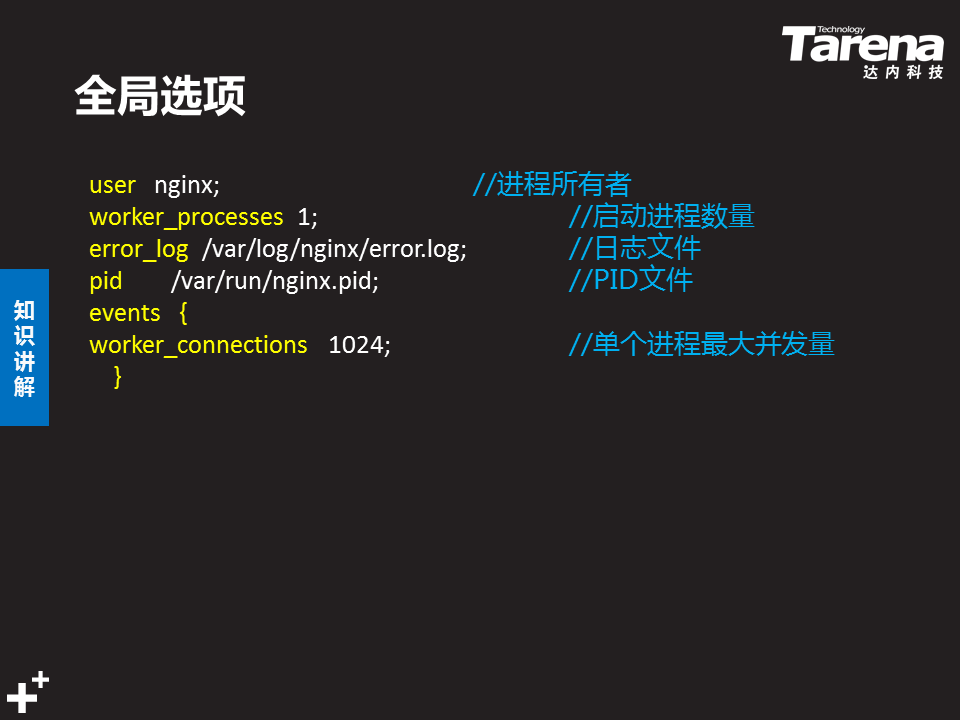 Technology
Tarena
达内科技
全局选项
user nginx; //进程所有者
worker_processes 1; //启动进程数量
error_log /var/log/nginx/error.log; //日志文件
pid /var/run/nginx.pid; //PID文件
events {
worker_connections 1024; //单个进程最大并发量
}
知识讲解